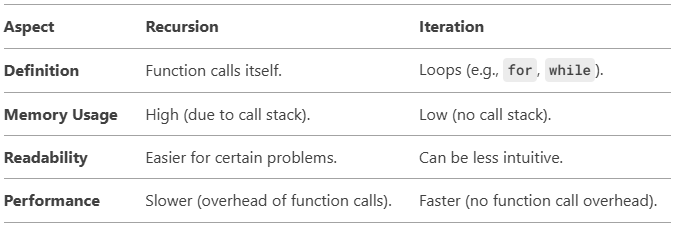 Aspect Recursion Iteration
Definition Function calls itself. Loops (e.g., for, while).
Memory Usage High (due to call stack). Low (no call stack).
Readability Easier for certain problems. Can be less intuitive.
Performance Slower (overhead of function calls). Faster (no function call overhead).